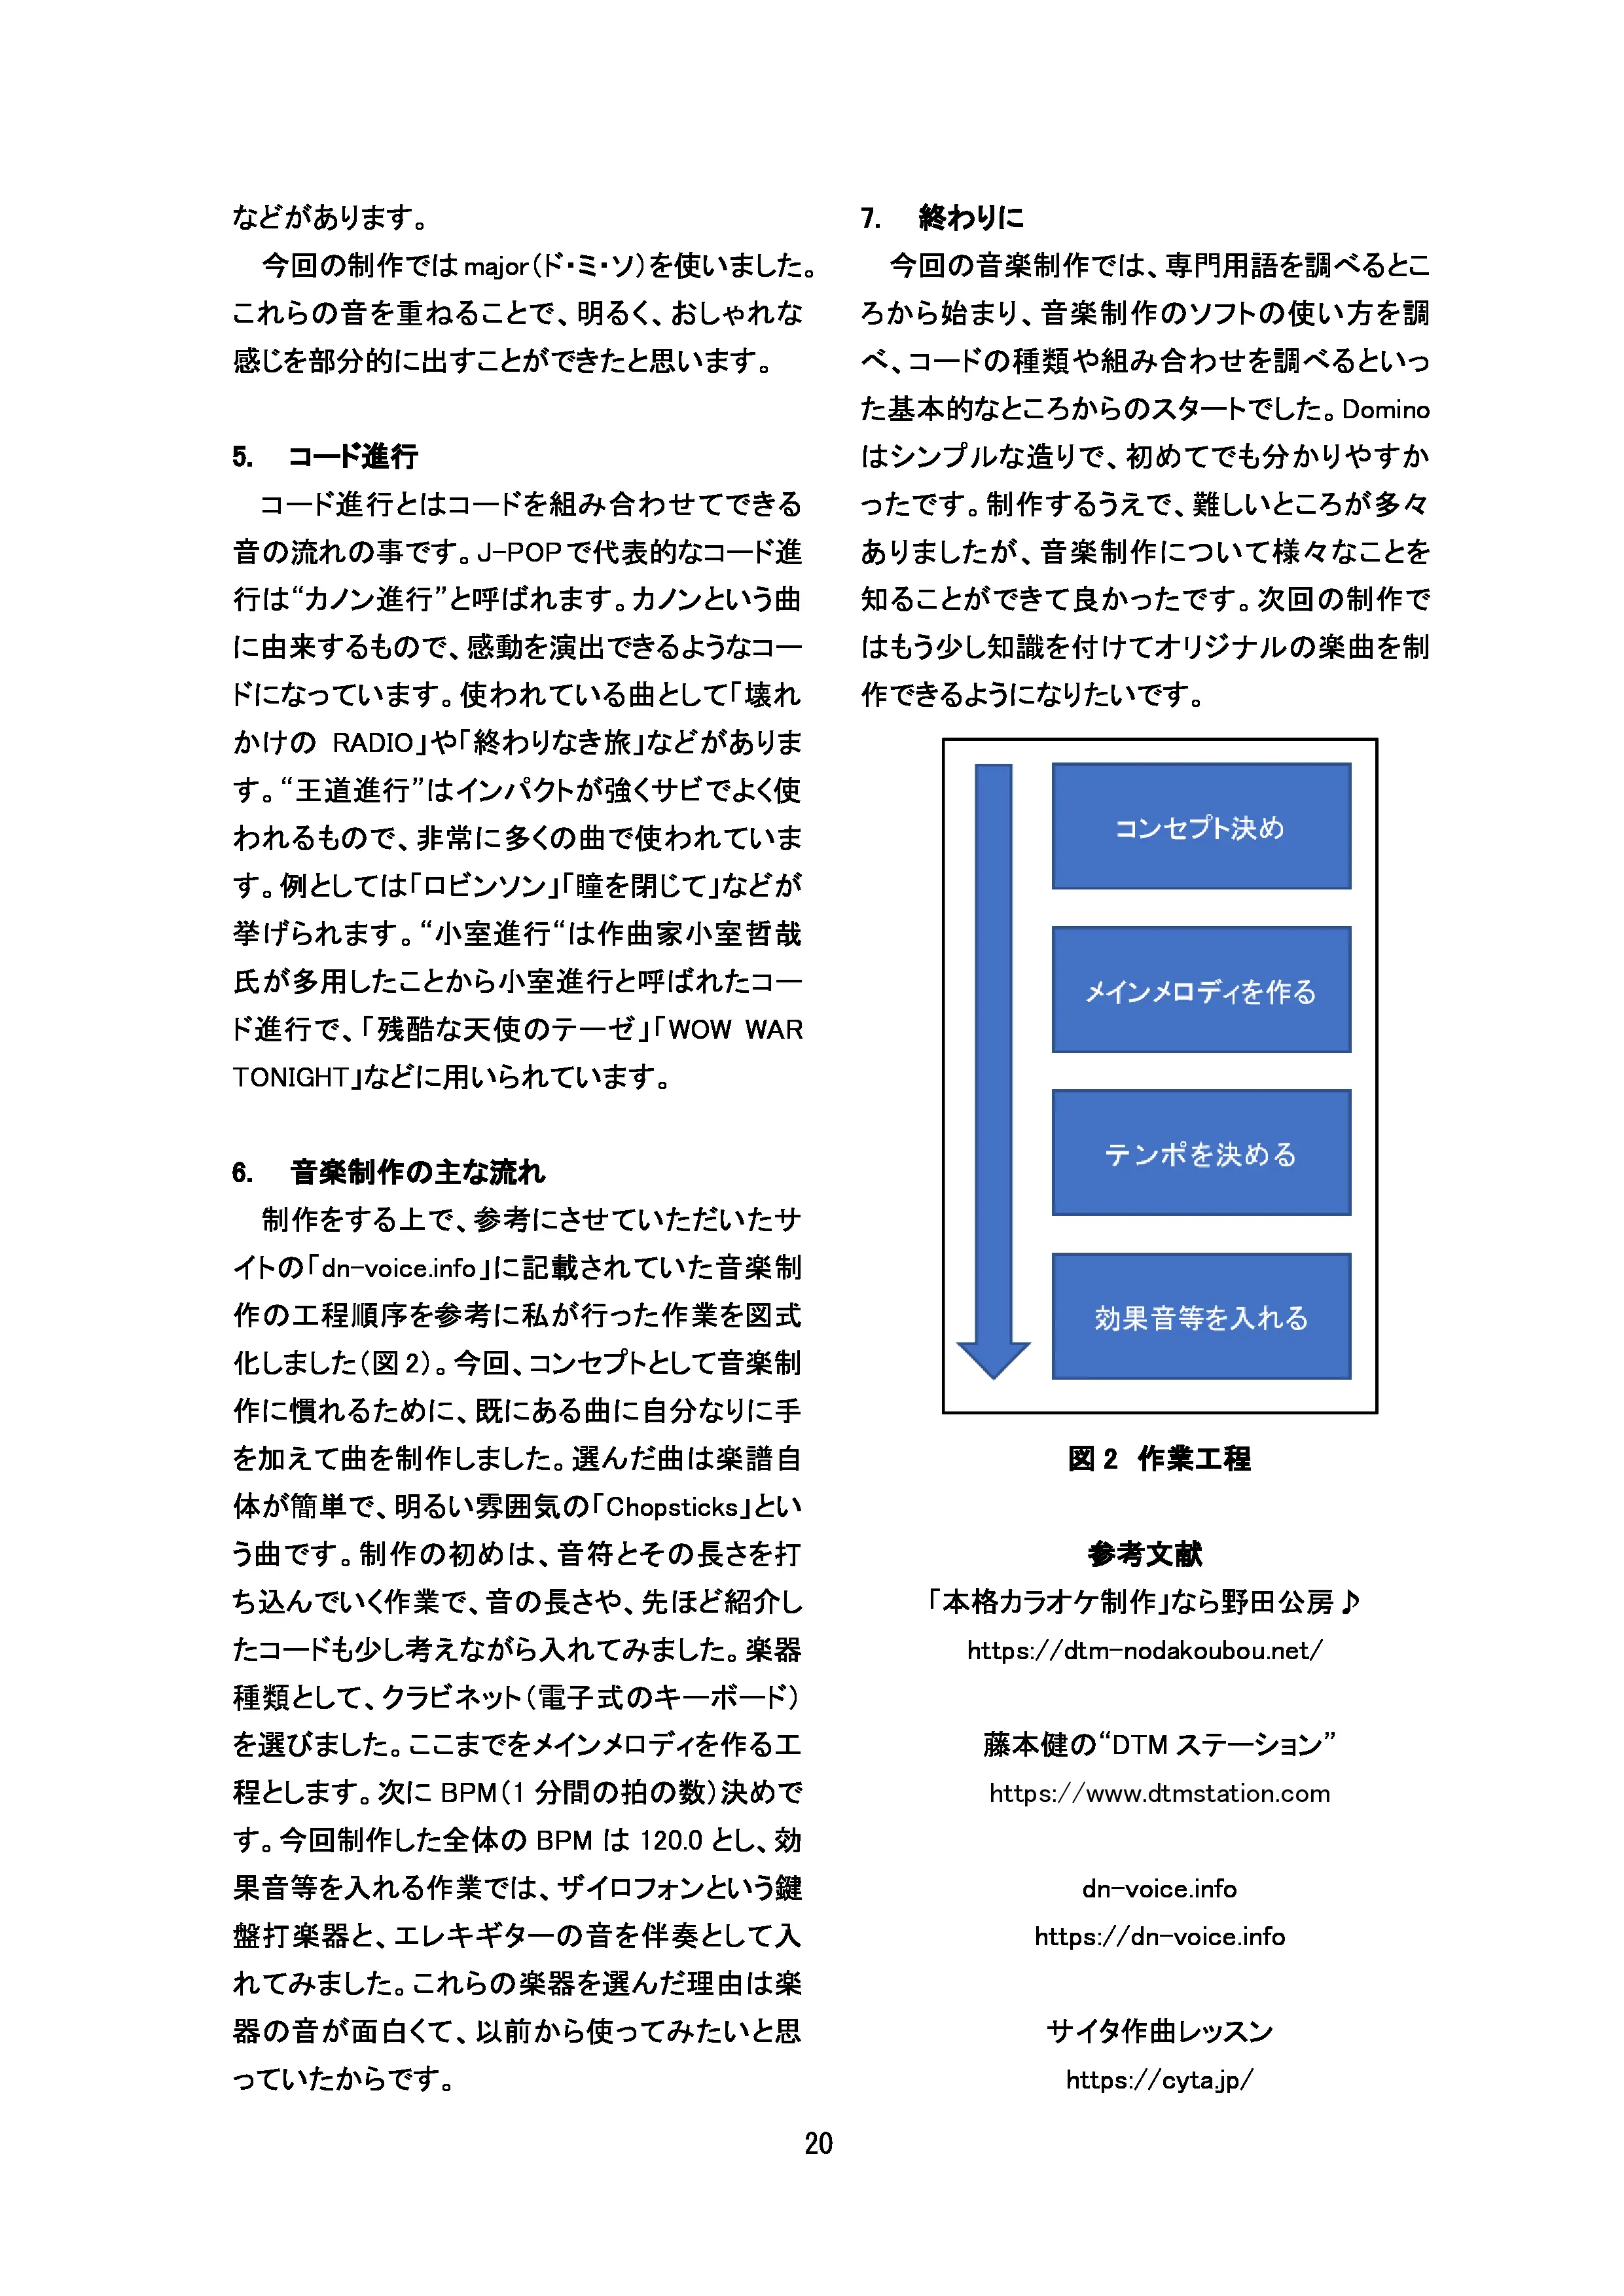 などがあります。
　今回の制作ではmajor（ド・ミ・ソ）を使いました。
これらの音を重ねることで、明るく、おしゃれな
感じを部分的に出すことができたと思います。
5.　コード進行
　コード進行とはコードを組み合わせてできる
音の流れの事です。J-POPで代表的なコード進
行は“カノン進行”と呼ばれます。カノンという曲
に由来するもので、感動を演出できるようなコー
ドになっています。使われている曲として「壊れ
かけの RADIO」や「終わりなき旅」などがありま
す。“王道進行”はインパクトが強くサビでよく使
われるもので、非常に多くの曲で使われていま
す。例としては「ロビンソン」「瞳を閉じて」などが
挙げられます。“小室進行“は作曲家小室哲哉
氏が多用したことから小室進行と呼ばれたコー
ド進行で、「残酷な天使のテーゼ」「WOW WAR
TONIGHT」などに用いられています。
6.　音楽制作の主な流れ
　制作をする上で、参考にさせていただいたサ
イトの「dn-voice.info」に記載されていた音楽制
作の工程順序を参考に私が行った作業を図式
化しました（図2）。今回、コンセプトとして音楽制
作に慣れるために、既にある曲に自分なりに手
を加えて曲を制作しました。選んだ曲は楽譜自
体が簡単で、明るい雰囲気の「Chopsticks」とい
う曲です。制作の初めは、音符とその長さを打
ち込んでいく作業で、音の長さや、先ほど紹介し
たコードも少し考えながら入れてみました。楽器
種類として、クラビネット（電子式のキーボード）
を選びました。ここまでをメインメロディを作る工
程とします。次に BPM（1 分間の拍の数）決めで
す。今回制作した全体の BPM は 120.0 とし、効
果音等を入れる作業では、ザイロフォンという鍵
盤打楽器と、エレキギターの音を伴奏として入
れてみました。これらの楽器を選んだ理由は楽
器の音が面白くて、以前から使ってみたいと思
っていたからです。
7.　終わりに
　今回の音楽制作では、専門用語を調べるとこ
ろから始まり、音楽制作のソフトの使い方を調
べ、コードの種類や組み合わせを調べるといっ
た基本的なところからのスタートでした。Domino
はシンプルな造りで、初めてでも分かりやすか
ったです。制作するうえで、難しいところが多々
ありましたが、音楽制作について様々なことを
知ることができて良かったです。次回の制作で
はもう少し知識を付けてオリジナルの楽曲を制
作できるようになりたいです。
コンセプト決め
メインメロディを作る
テンポを決める
効果音等を入れる
図 2 作業工程
参考文献
「本格カラオケ制作」なら野田公房♪
https://dtm-nodakoubou.net/
藤本健の“DTM ステーション”
https://www.dtmstation.com
dn-voice.info
https://dn-voice.info
サイタ作曲レッスン
https://cyta.jp/
20